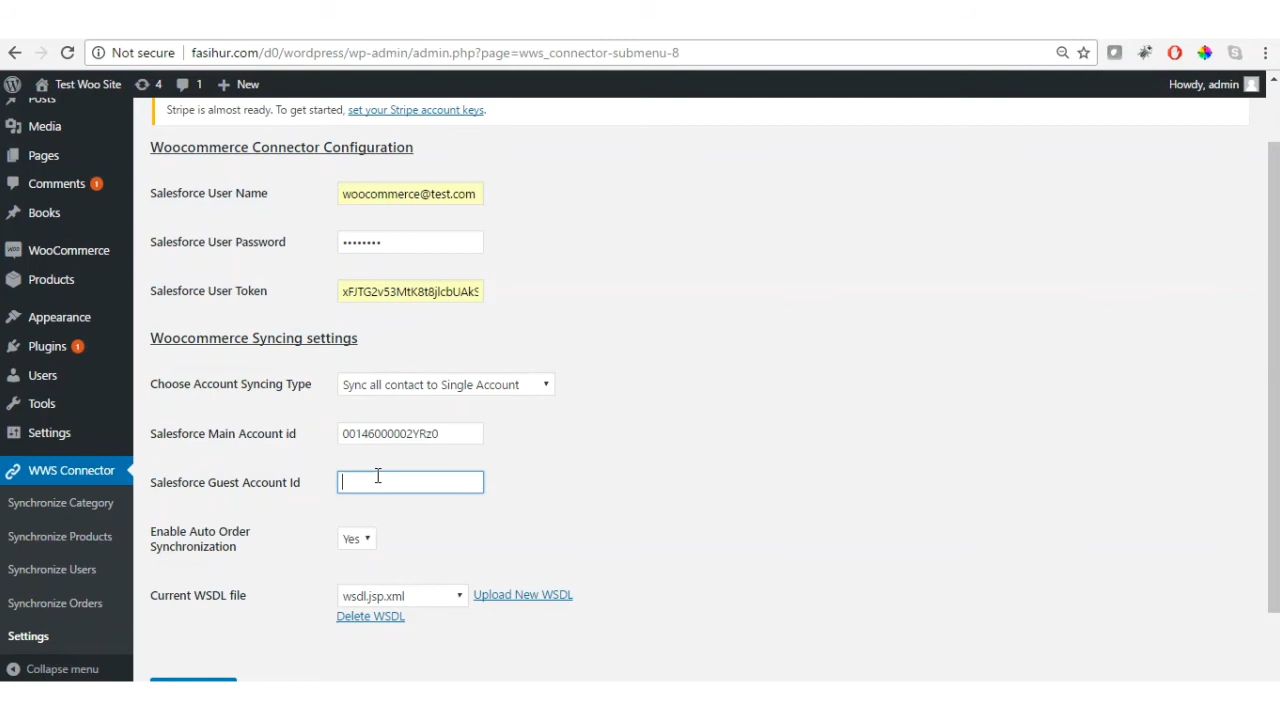 Not secure fasihur.com/d0/wordpress/wp-admin/admin.php?page=wws_connector-submenu-8
Test Woo Site 4 1 New Howdy, admin
Posts
Media
Pages
Comments 1
Books
WooCommerce
Products
Appearance
Plugins 1
Users
Tools
Settings
WWS Connector
Synchronize Category
Synchronize Products
Synchronize Users
Synchronize Orders
Settings
Collapse menu
Stripe is almost ready. To get started, set your Stripe account keys.
Woocommerce Connector Configuration
Salesforce User Name woocommerce@test.com
Salesforce User Password ••••••••
Salesforce User Token
Woocommerce Syncing settings
Choose Account Syncing Type Sync all contact to Single Account
Salesforce Main Account id 00146000002YRz0
Salesforce Guest Account Id
Enable Auto Order
Synchronization Yes
Current WSDL file wsdl.jsp.xml Upload New WSDL
Delete WSDL